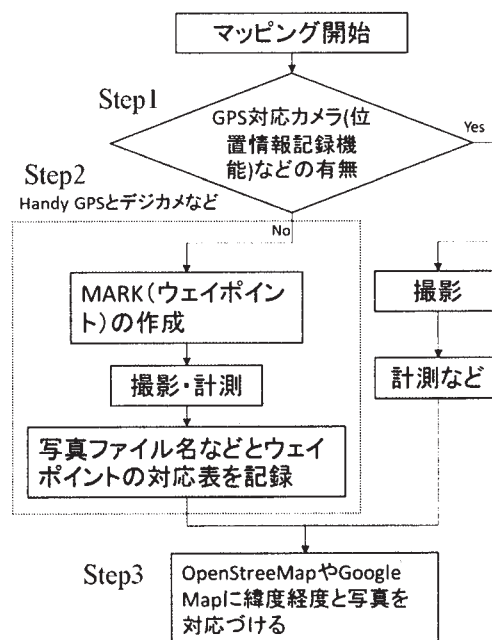 マッピング開始
Step1
GPS対応カメラ(位
置情報記録機
能)などの有無
Yes
Step2
Handy GPSとデジカメなど
No
MARK(ウェイポイン
ト)の作成
撮影
撮影・計測
計測など
写真ファイル名などとウェイ
ポイントの対応表を記録
Step3
OpenStreeMapやGoogle
Mapに緯度経度と写真を
対応づける